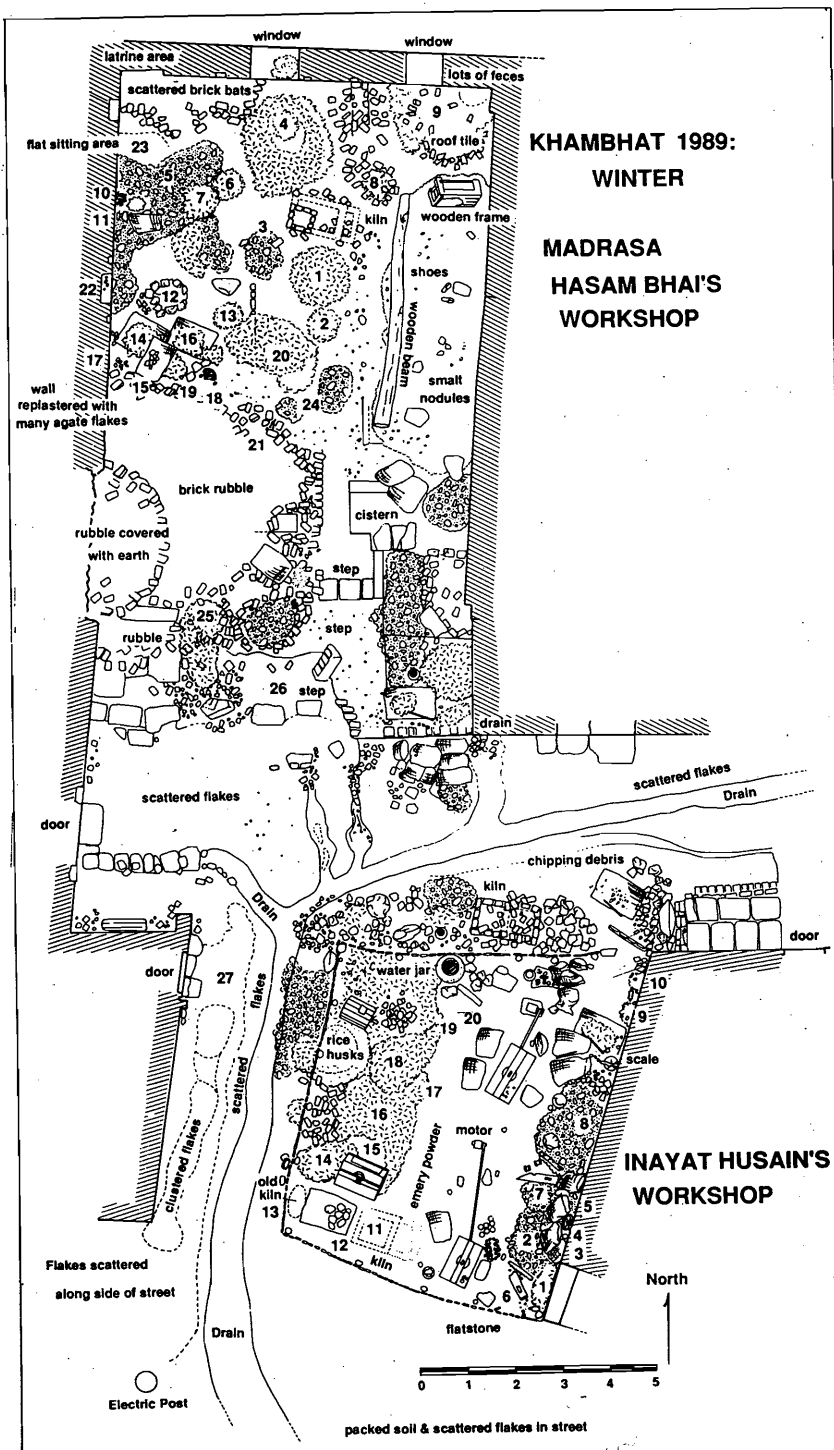 window
window
latrine area
lots of feces
scattered brick bats
4
9
roof tile
KHAMBHAT 1989:
WINTER
flat sitting area
23
5
6
8
10
7
kiln
wooden frame
11
3
MADRASA
HASAM BHAI'S
WORKSHOP
1
shoes
22
12
wooden beam
13
2
14
16
20
17
small
nodules
15
19
18
24
wall
replastered with
many agate flakes
21
brick rubble
cistern
rubble covered
with earth
step
25
step
rubble
26
step
drain
scattered flakes
Drain
scattered flakes
door
chipping debris
Drain
kiln
door
door
27
flakes
water jar
10
20
19
9
rice
husks
scattered
scale
18
17
16
8
motor
clustered flakes
emery powder
15
14
INAYAT HUSAIN'S
WORKSHOP
old
kiln
7
5
13
11
2
4
12
3
kiln
1
6
Flakes scattered
along side of street
North
flatstone
Drain
0 1 2 3 4 5
Electric Post
packed soil & scattered flakes in street